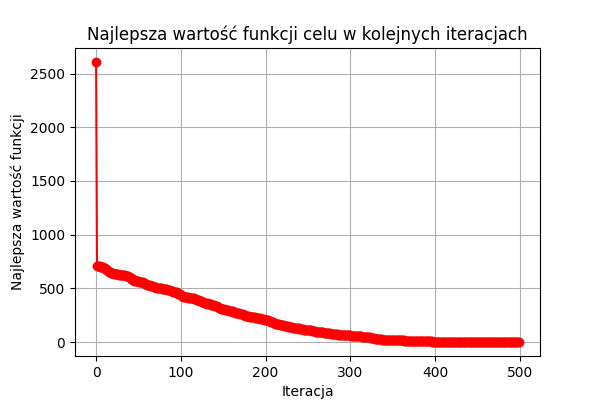 Najlepsza wartość funkcji celu w kolejnych iteracjach
Najlepsza wartość funkcji
2500
2000
1500
1000
500
0
0 100 200 300 400 500
Iteracja